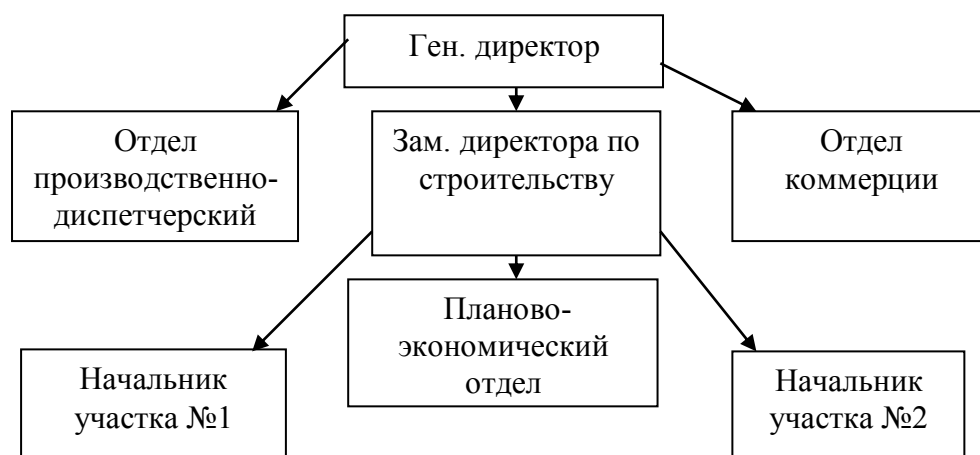 Ген. директор
Отдел
производственно-
диспетчерский
Зам. директора по
строительству
Отдел
коммерции
Планово-
экономический
отдел
Начальник
участка №1
Начальник
участка №2